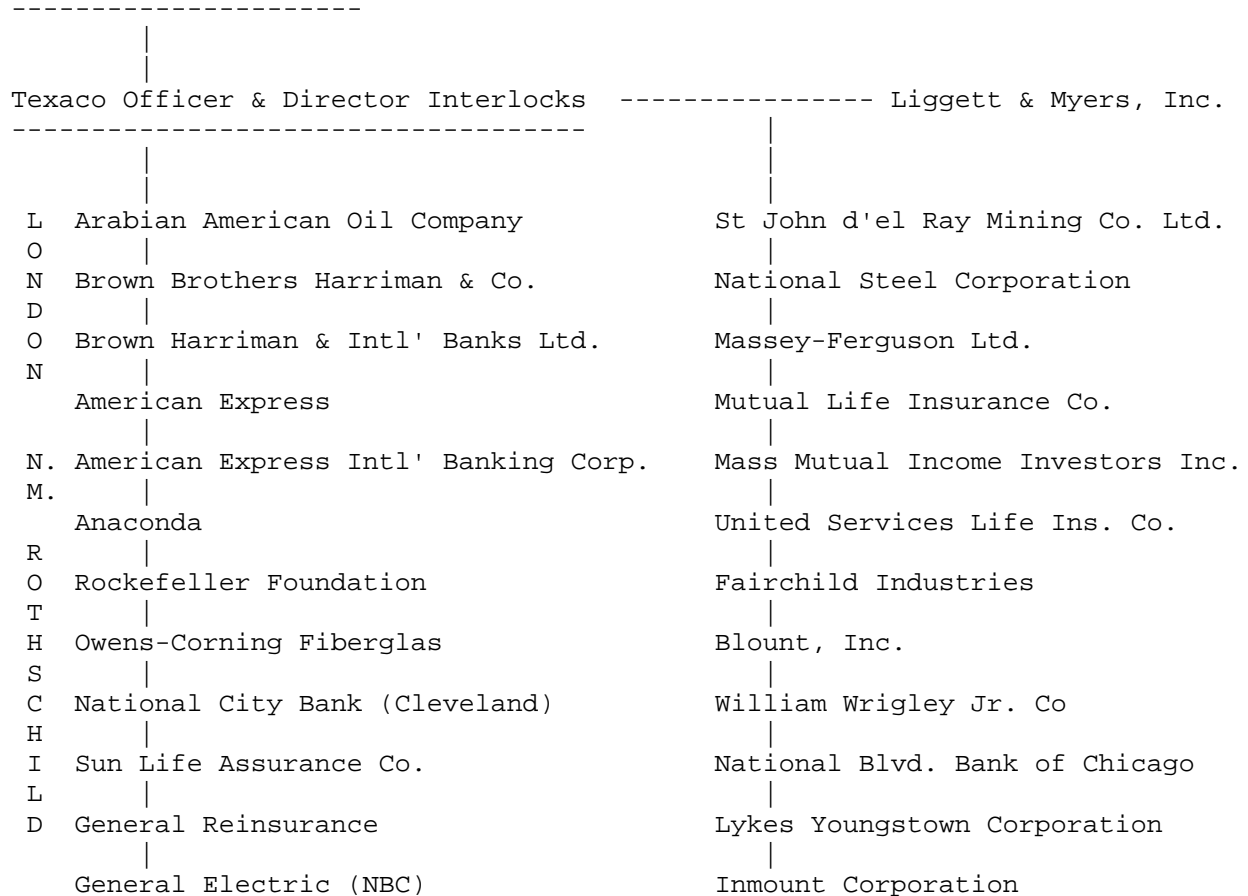 ----------------------
        |
        |
Texaco Officer & Director Interlocks  ---------------- Liggett & Myers, Inc.
------------------------------------            |
        |                                       |
        |                                       |
 L  Arabian American Oil Company            St John d'el Ray Mining Co. Ltd.
 O      |                                       |
 N  Brown Brothers Harriman & Co.           National Steel Corporation
 D      |                                       |
 O  Brown Harriman & Intl' Banks Ltd.       Massey-Ferguson Ltd.
 N      |                                       |
    American Express                        Mutual Life Insurance Co.
        |                                       |
 N. American Express Intl' Banking Corp.    Mass Mutual Income Investors Inc.
 M.     |                                       |
    Anaconda                                United Services Life Ins. Co.
 R      |                                       |
 O  Rockefeller Foundation                  Fairchild Industries
 T      |                                       |
 H  Owens-Corning Fiberglas                 Blount, Inc.
 S      |                                       |
 C  National City Bank (Cleveland)          William Wrigley Jr. Co
 H      |                                       |
 I  Sun Life Assurance Co.                  National Blvd. Bank of Chicago
 L      |                                       |
 D  General Reinsurance                     Lykes Youngstown Corporation
        |                                       |
    General Electric (NBC)                  Inmount Corporation